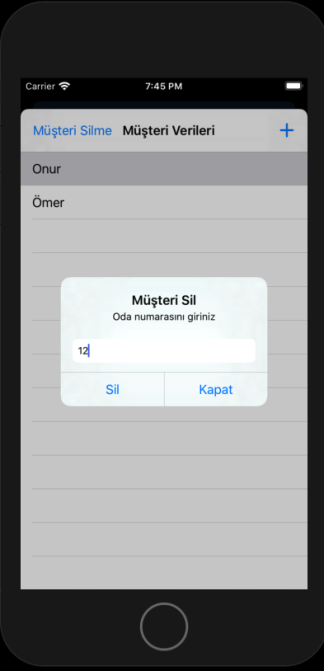 Carrier 7:45 PM
Müşteri Silme Müşteri Verileri +
Onur
Ömer
Müşteri Sil
Oda numarasını giriniz
12
Sil Kapat